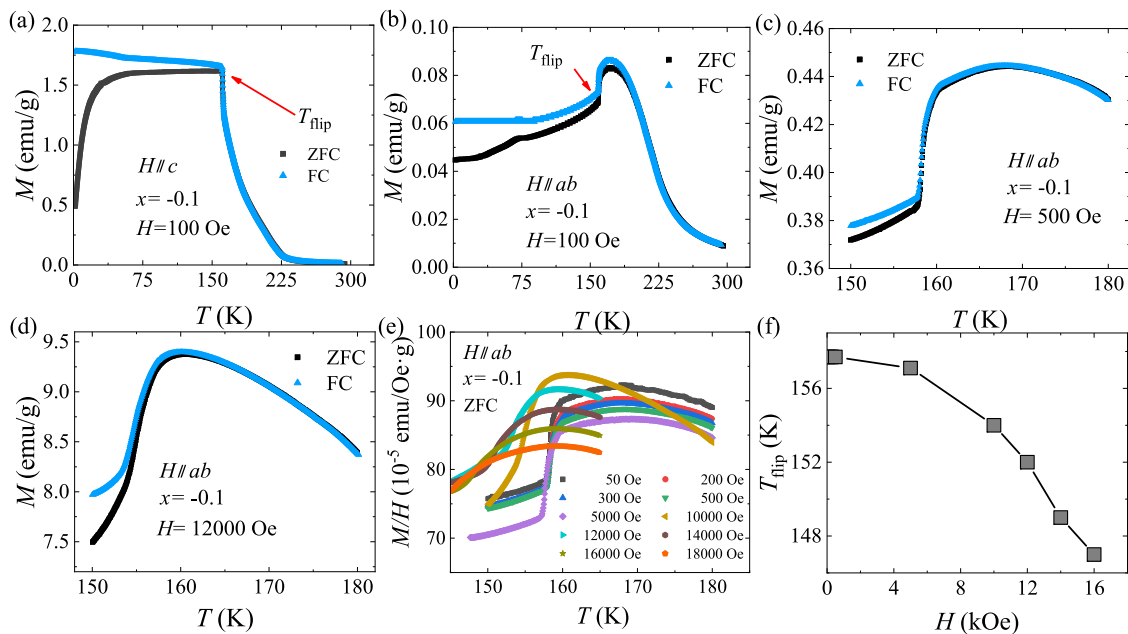 (a)
2.0
1.5
1.0
0.5
0.0
M (emu/g)
T_flip
ZFC
FC
H // c
x= -0.1
H=100 Oe
0 75 150 225 300
T (K)
(b)
0.10
0.08
0.06
0.04
0.02
0.00
M (emu/g)
T_flip
ZFC
FC
H // ab
x= -0.1
H=100 Oe
0 75 150 225 300
T (K)
(c)
0.44
0.42
0.40
0.38
0.36
M (emu/g)
ZFC
FC
H // ab
x= -0.1
H= 500 Oe
150 160 170 180
T (K)
(d)
9.5
9.0
8.5
8.0
7.5
M (emu/g)
ZFC
FC
H // ab
x= -0.1
H= 12000 Oe
150 160 170 180
T (K)
(e)
100
90
80
70
M/H (10⁻⁵ emu/Oe·g)
H // ab
x= -0.1
ZFC
50 Oe 200 Oe
300 Oe 500 Oe
5000 Oe 10000 Oe
12000 Oe 14000 Oe
16000 Oe 18000 Oe
150 160 170 180
T (K)
(f)
156
152
148
T_flip (K)
0 4 8 12 16
H (kOe)